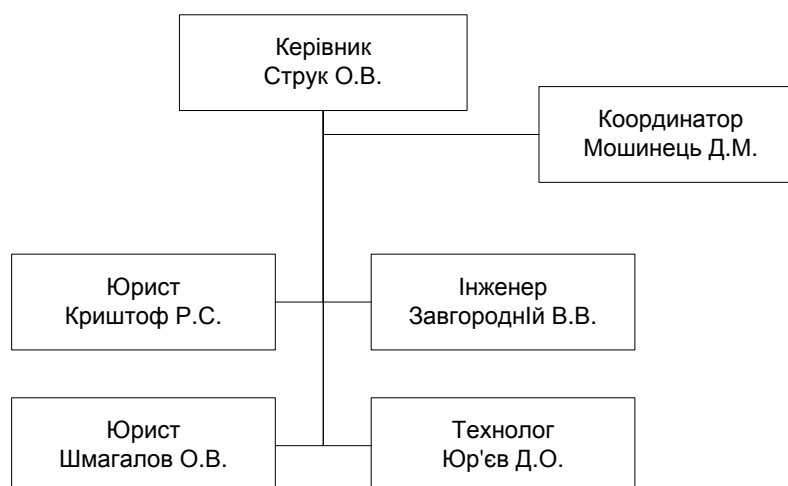 Керівник
Струк О.В.
Координатор
Мошинець Д.М.
Юрист
Криштоф Р.С.
Інженер
ЗавгороднІй В.В.
Юрист
Шмагалов О.В.
Технолог
Юр'єв Д.О.